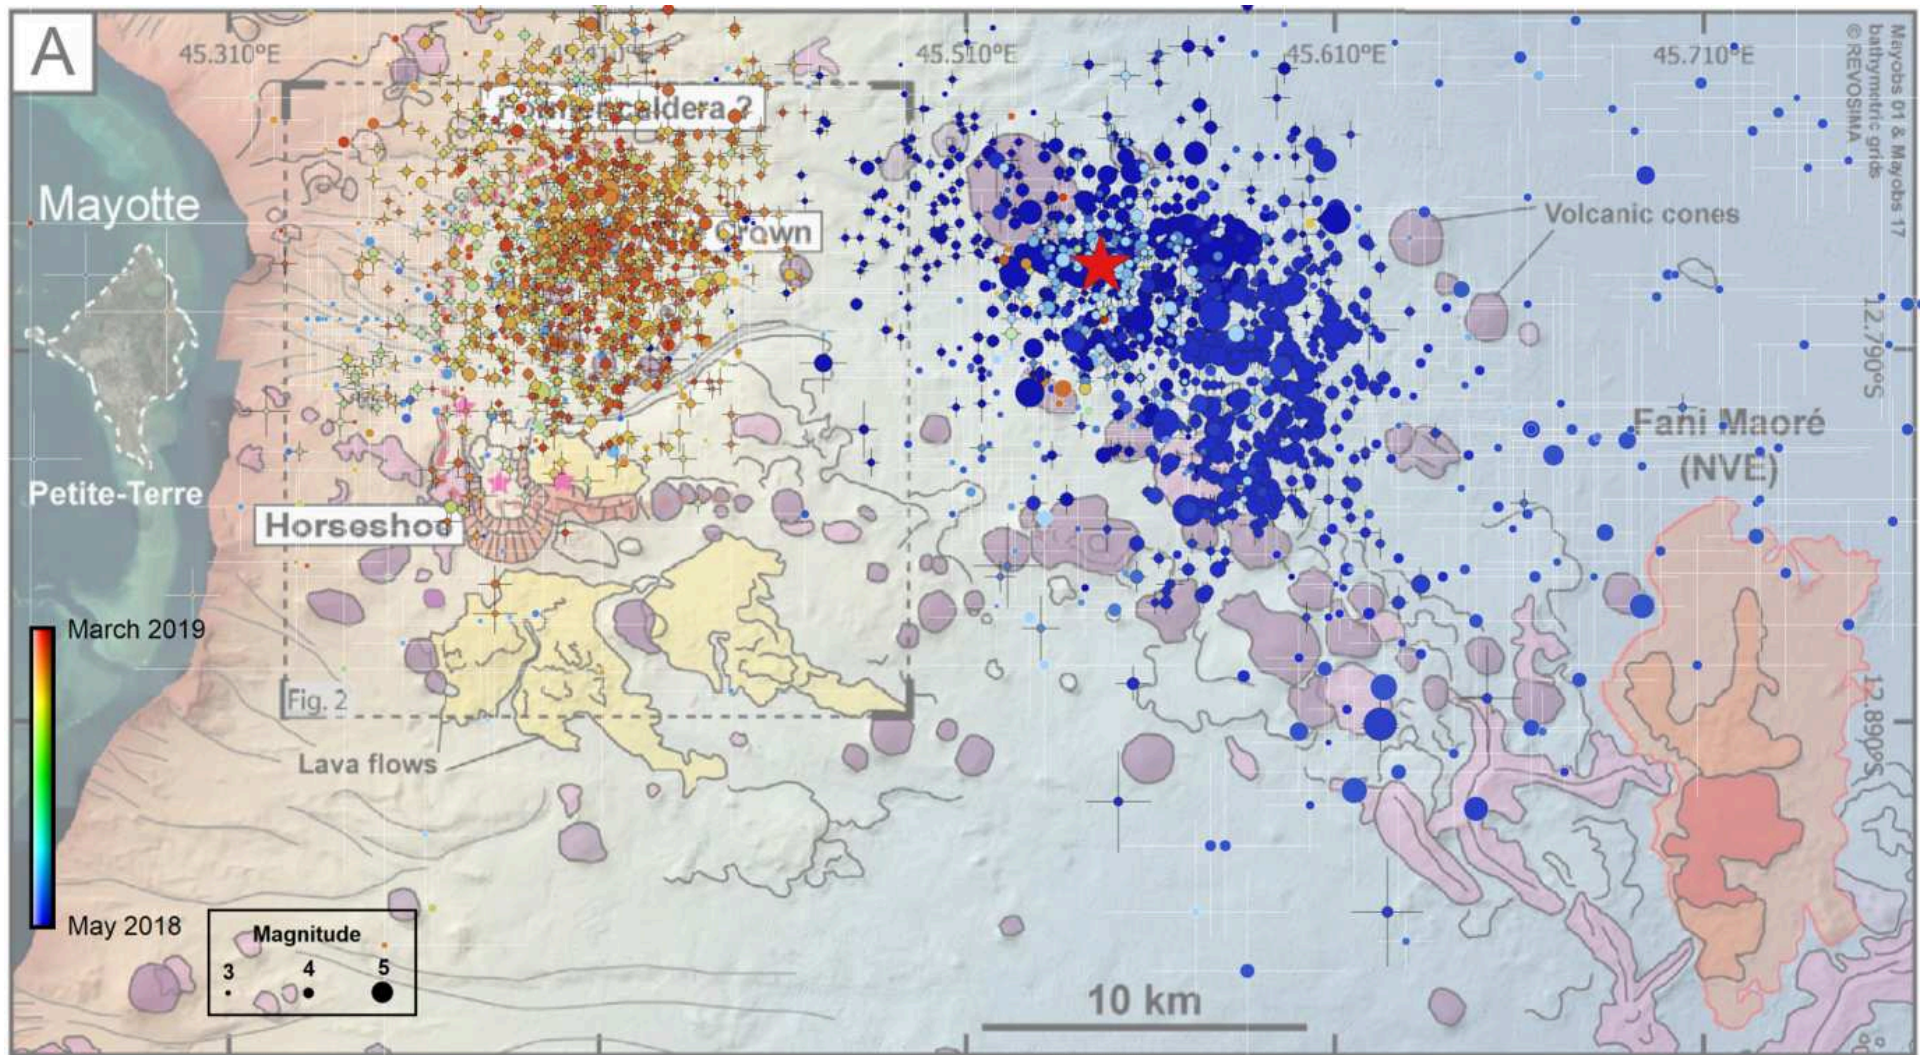 A
45.310°E
45.510°E
45.610°E
45.710°E
Mayobs 01 & Mayobs 17
bathymetric grids
© REVOSIMA
Former caldera ?
Mayotte
Crown
Volcanic cones
12.790°S
Fani Maoré
(NVE)
Petite-Terre
Horseshoe
March 2019
Fig. 2
12.890°S
Lava flows
May 2018
Magnitude
3 4 5
10 km